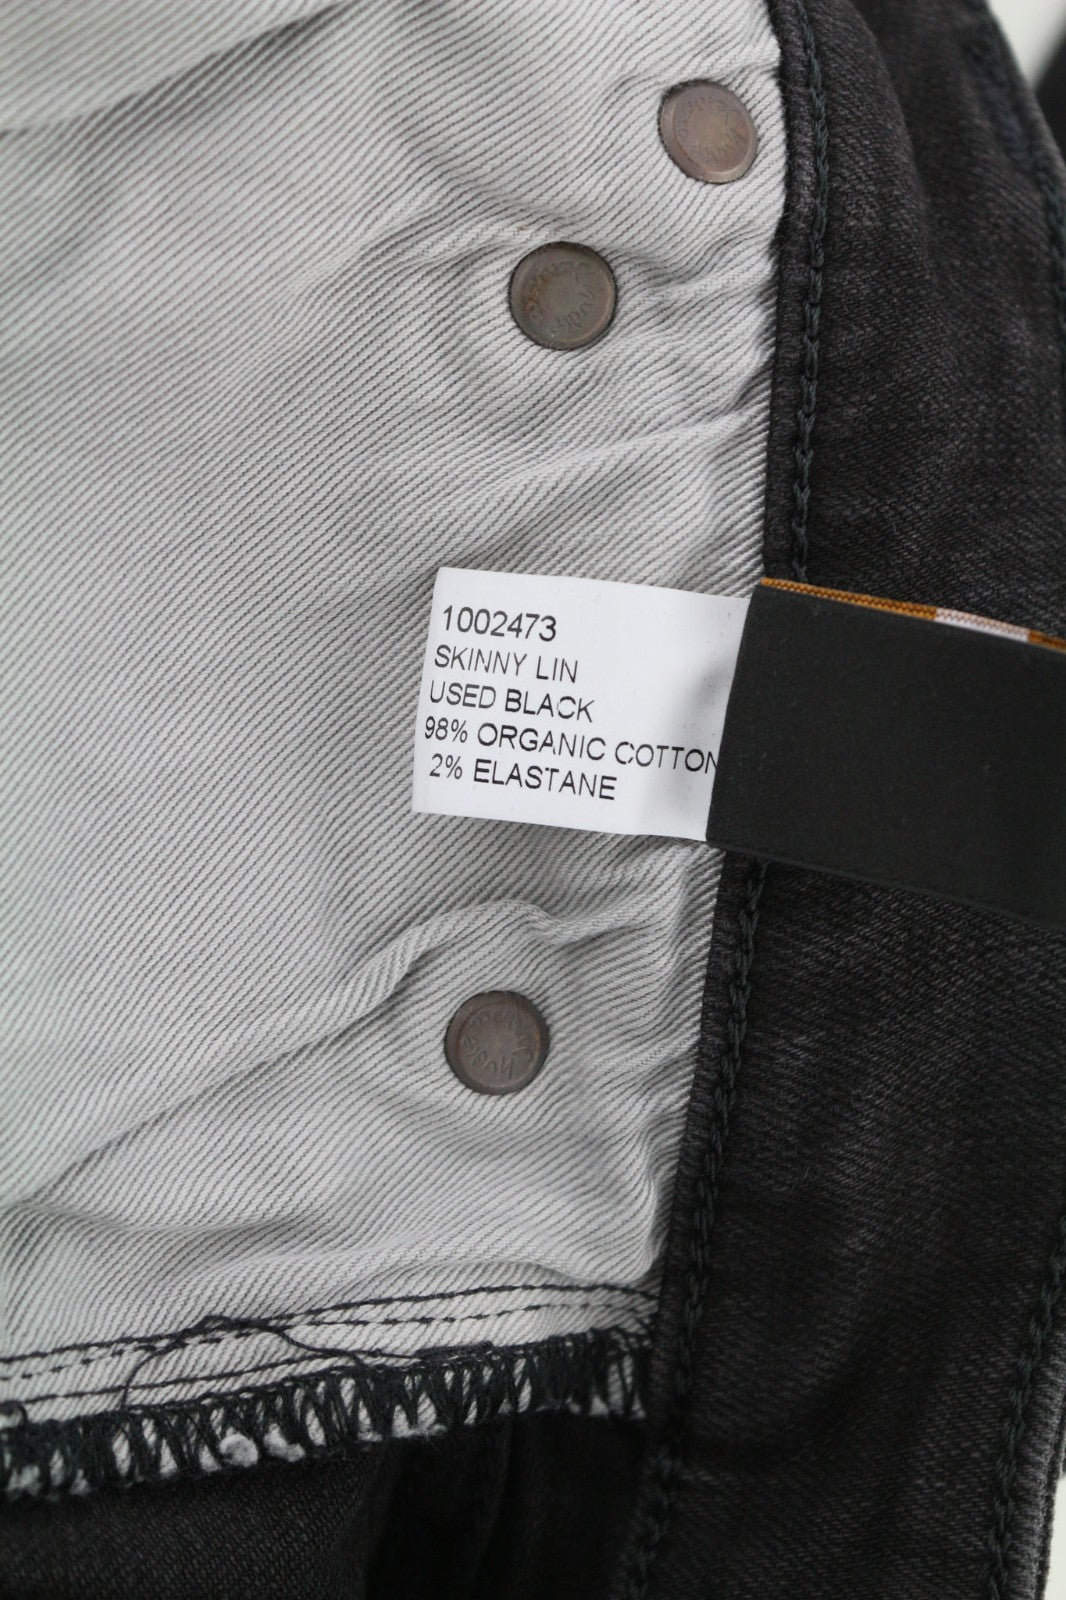 1002473
SKINNY LIN
USED BLACK
98% ORGANIC COTTON
2% ELASTANE